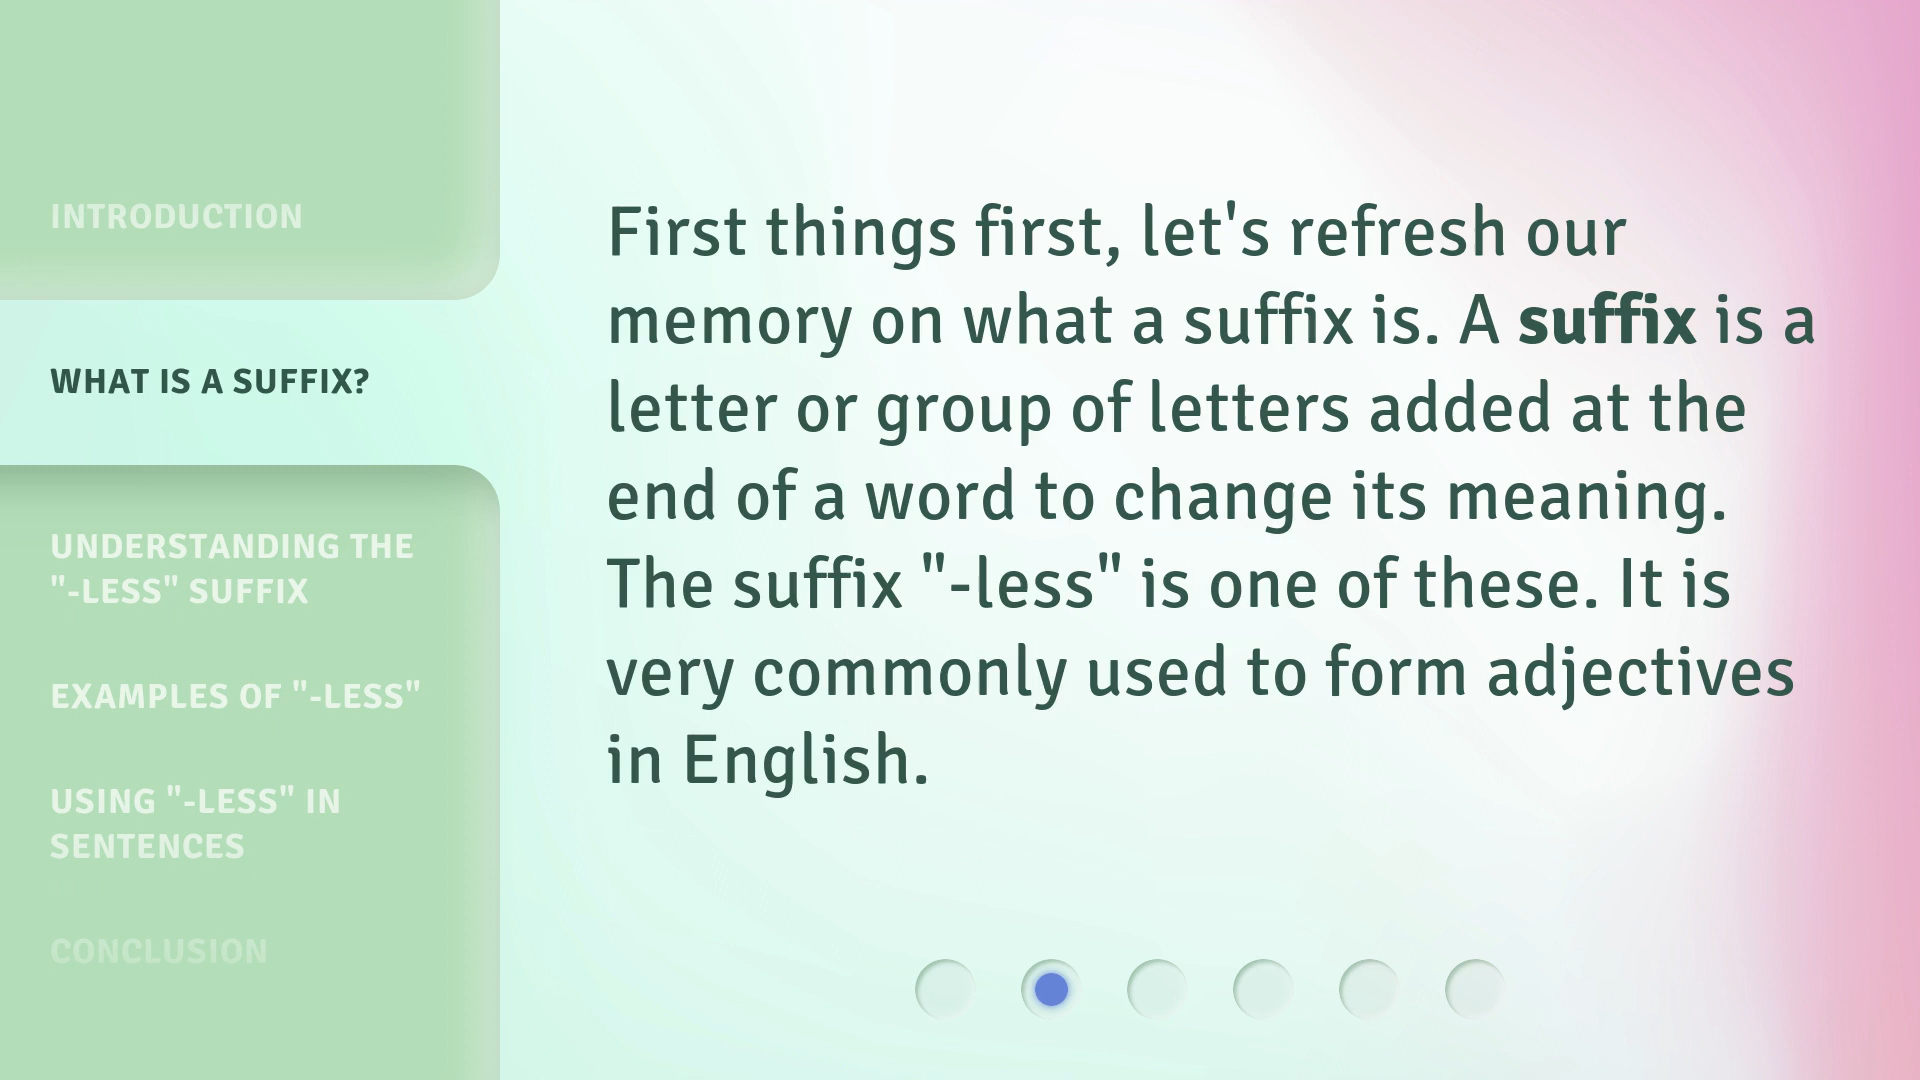 INTRODUCTION
WHAT IS A SUFFIX?
UNDERSTANDING THE
"-LESS" SUFFIX
EXAMPLES OF "-LESS"
USING "-LESS" IN
SENTENCES
CONCLUSION
First things first, let's refresh our
memory on what a suffix is. A suffix is a
letter or group of letters added at the
end of a word to change its meaning.
The suffix "-less" is one of these. It is
very commonly used to form adjectives
in English.